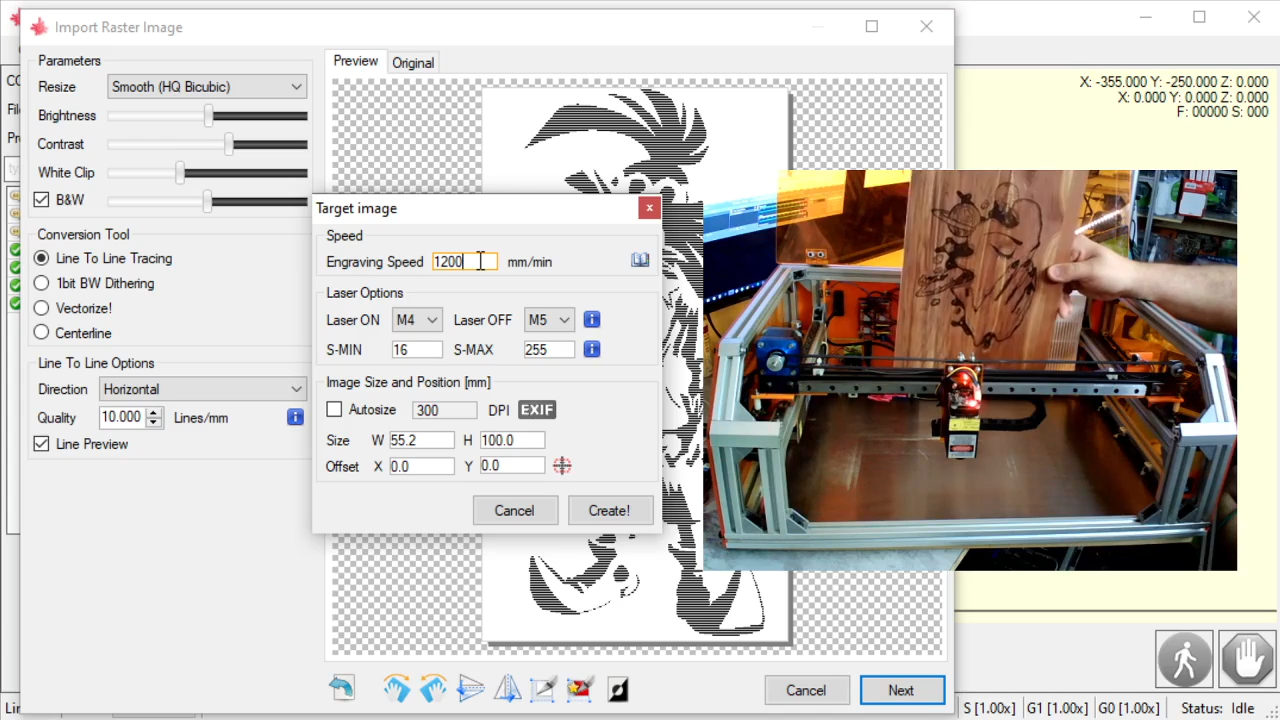 Import Raster Image
Parameters
Resize Smooth (HQ Bicubic)
Brightness
Contrast
White Clip
B&W
Conversion Tool
Line To Line Tracing
1bit BW Dithering
Vectorize!
Centerline
Line To Line Options
Direction Horizontal
Quality 10.000 Lines/mm
Line Preview
Preview Original
Target image
Speed
Engraving Speed 1200 mm/min
Laser Options
Laser ON M4 Laser OFF M5
S-MIN 16 S-MAX 255
Image Size and Position [mm]
Autosize 300 DPI EXIF
Size W 55.2 H 100.0
Offset X 0.0 Y 0.0
Cancel Create!
Cancel Next
X: -355.000 Y: -250.000 Z: 0.000
X: 0.000 Y: 0.000 Z: 0.000
F: 00000 S: 000
S [1.00x] G1 [1.00x] G0 [1.00x] Status: Idle